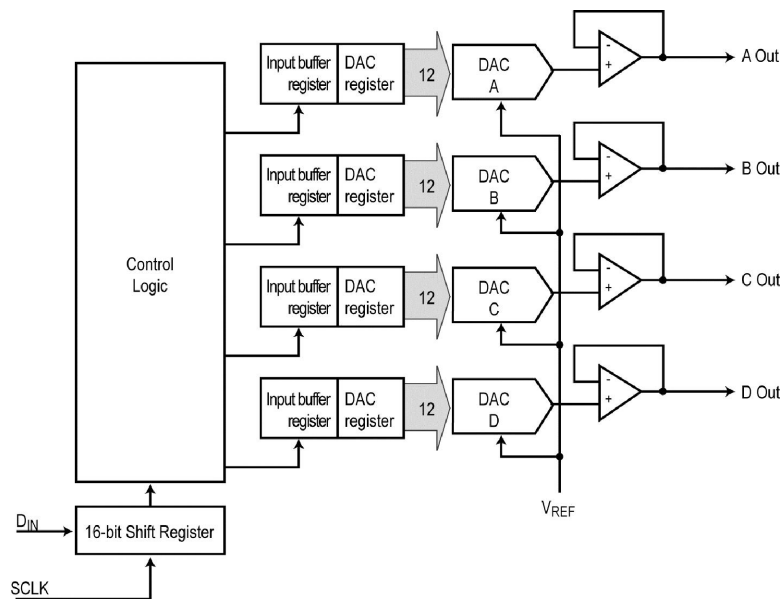 Input buffer register
DAC register
12
DAC A
A Out
-
+
Input buffer register
DAC register
12
DAC B
B Out
-
+
Control Logic
Input buffer register
DAC register
12
DAC C
C Out
-
+
Input buffer register
DAC register
12
DAC D
D Out
-
+
VREF
DIN
16-bit Shift Register
SCLK